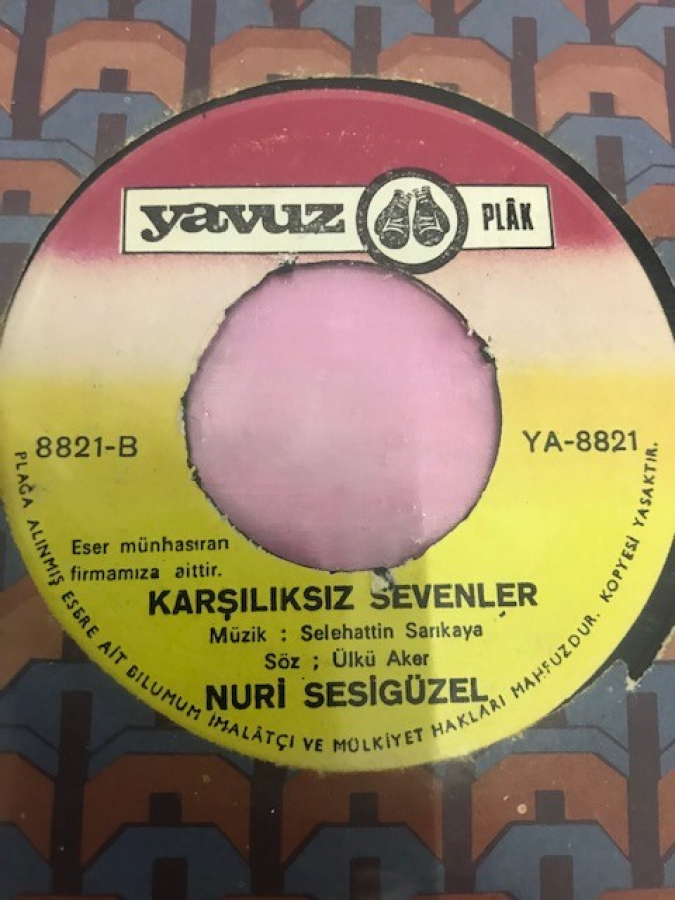 yavuz PLÂK
8821-B
YA-8821
Eser münhasıran
firmamıza aittir.
KARŞILIKSIZ SEVENLER
Müzik : Selehattin Sarıkaya
Söz ; Ülkü Aker
NURİ SESİGÜZEL
PLAĞA ALINMIŞ ESERE AİT BILUMUM İMALÂTÇI VE MÜLKİYET HAKLARI MAHFUZDUR. KOPYESİ YASAKTIR.